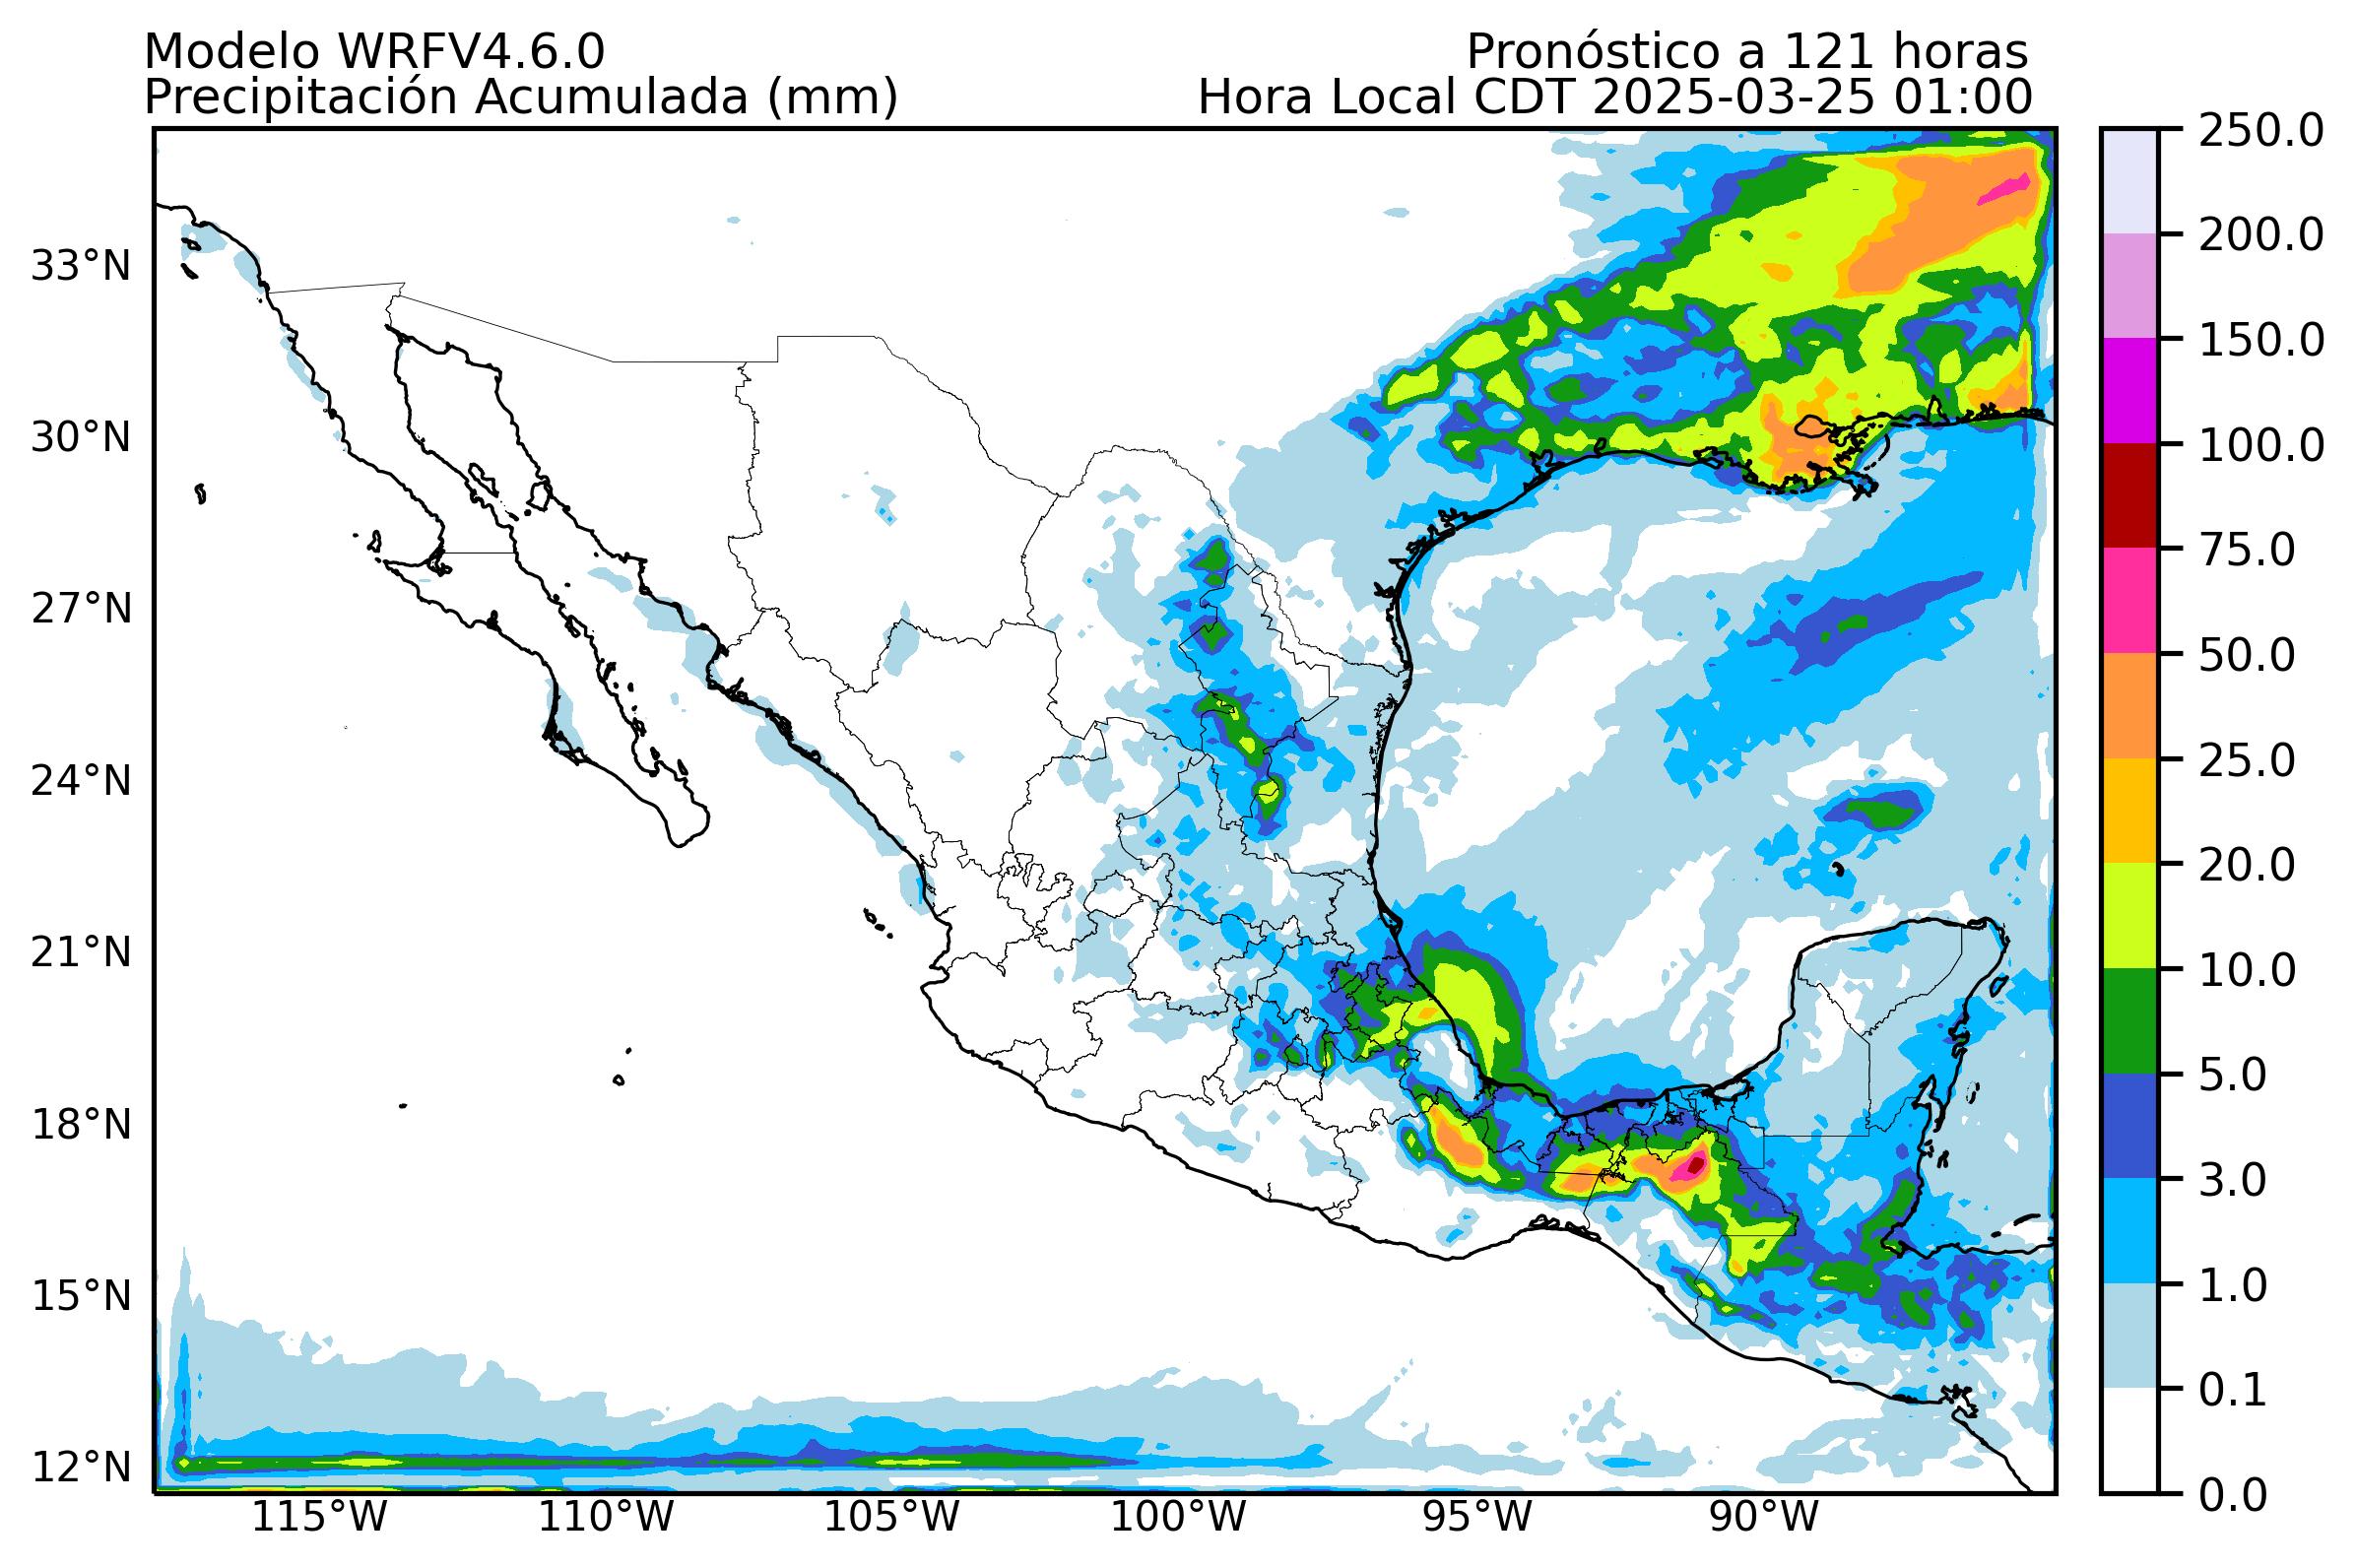 Modelo WRFV4.6.0
Pronóstico a 121 horas
Precipitación Acumulada (mm)
Hora Local CDT 2025-03-25 01:00
33°N
30°N
27°N
24°N
21°N
18°N
15°N
12°N
115°W
110°W
105°W
100°W
95°W
90°W
250.0
200.0
150.0
100.0
75.0
50.0
25.0
20.0
10.0
5.0
3.0
1.0
0.1
0.0